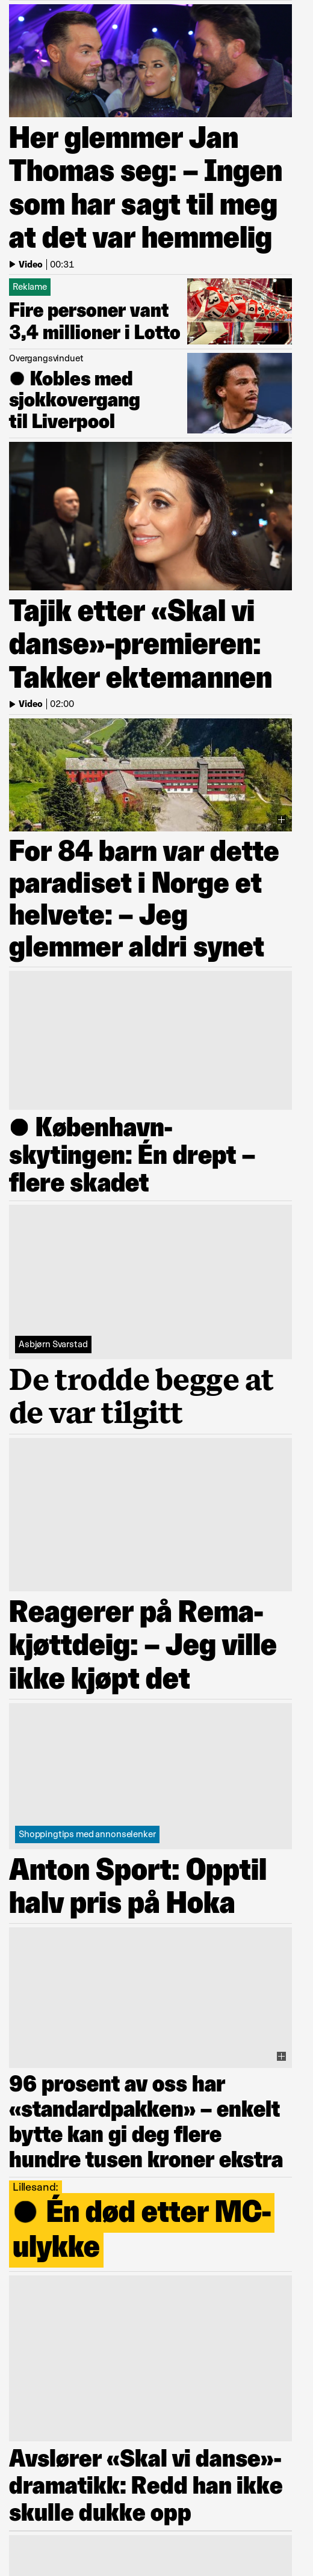 Her glemmer Jan
Thomas seg: – Ingen
som har sagt til meg
at det var hemmelig
Video | 00:31
Reklame
Fire personer vant
3,4 millioner i Lotto
Overgangsvinduet
● Kobles med
sjokkovergang
til Liverpool
Tajik etter «Skal vi
danse»-premieren:
Takker ektemannen
Video | 02:00
For 84 barn var dette
paradiset i Norge et
helvete: – Jeg
glemmer aldri synet
● København-
skytingen: Én drept –
flere skadet
Asbjørn Svarstad
De trodde begge at
de var tilgitt
Reagerer på Rema-
kjøttdeig: – Jeg ville
ikke kjøpt det
Shoppingtips med annonselenker
Anton Sport: Opptil
halv pris på Hoka
96 prosent av oss har
«standardpakken» – enkelt
bytte kan gi deg flere
hundre tusen kroner ekstra
Lillesand:
● Én død etter MC-
ulykke
Avslører «Skal vi danse»-
dramatikk: Redd han ikke
skulle dukke opp